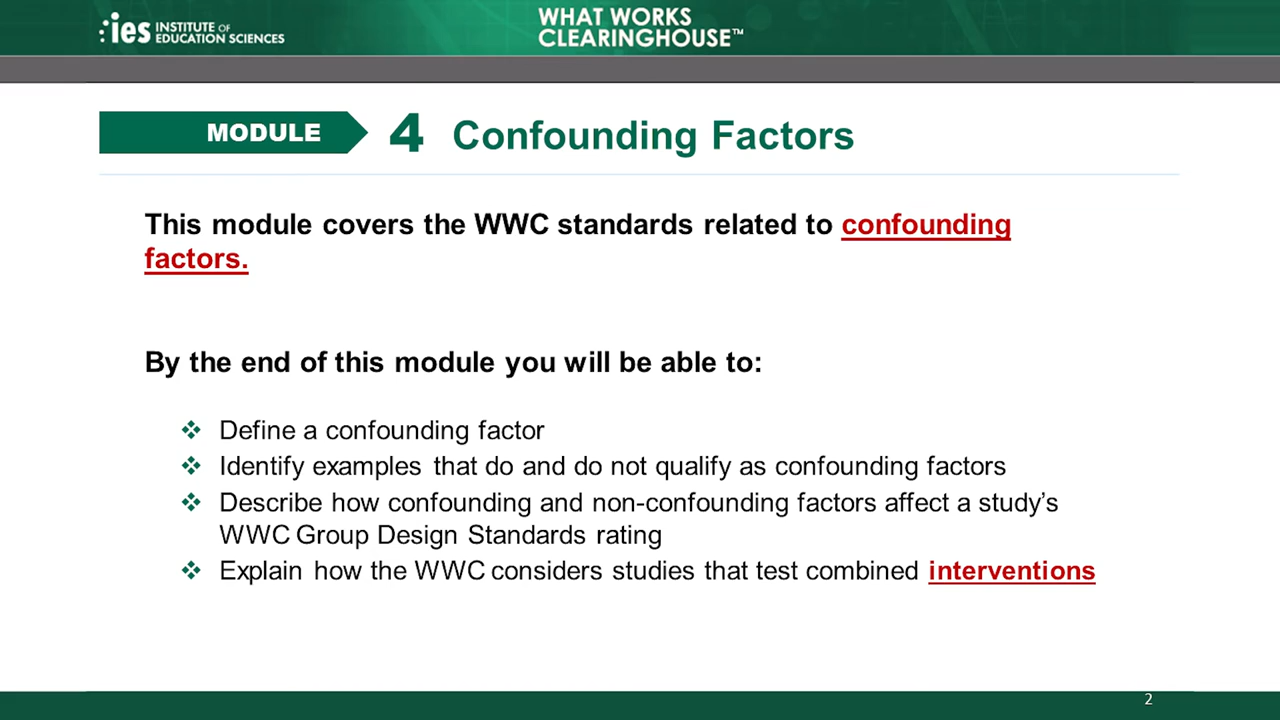 ies INSTITUTE OF
EDUCATION SCIENCES
WHAT WORKS
CLEARINGHOUSE™
MODULE 4 Confounding Factors
This module covers the WWC standards related to confounding
factors.
By the end of this module you will be able to:
❖ Define a confounding factor
❖ Identify examples that do and do not qualify as confounding factors
❖ Describe how confounding and non-confounding factors affect a study’s
WWC Group Design Standards rating
❖ Explain how the WWC considers studies that test combined interventions
2